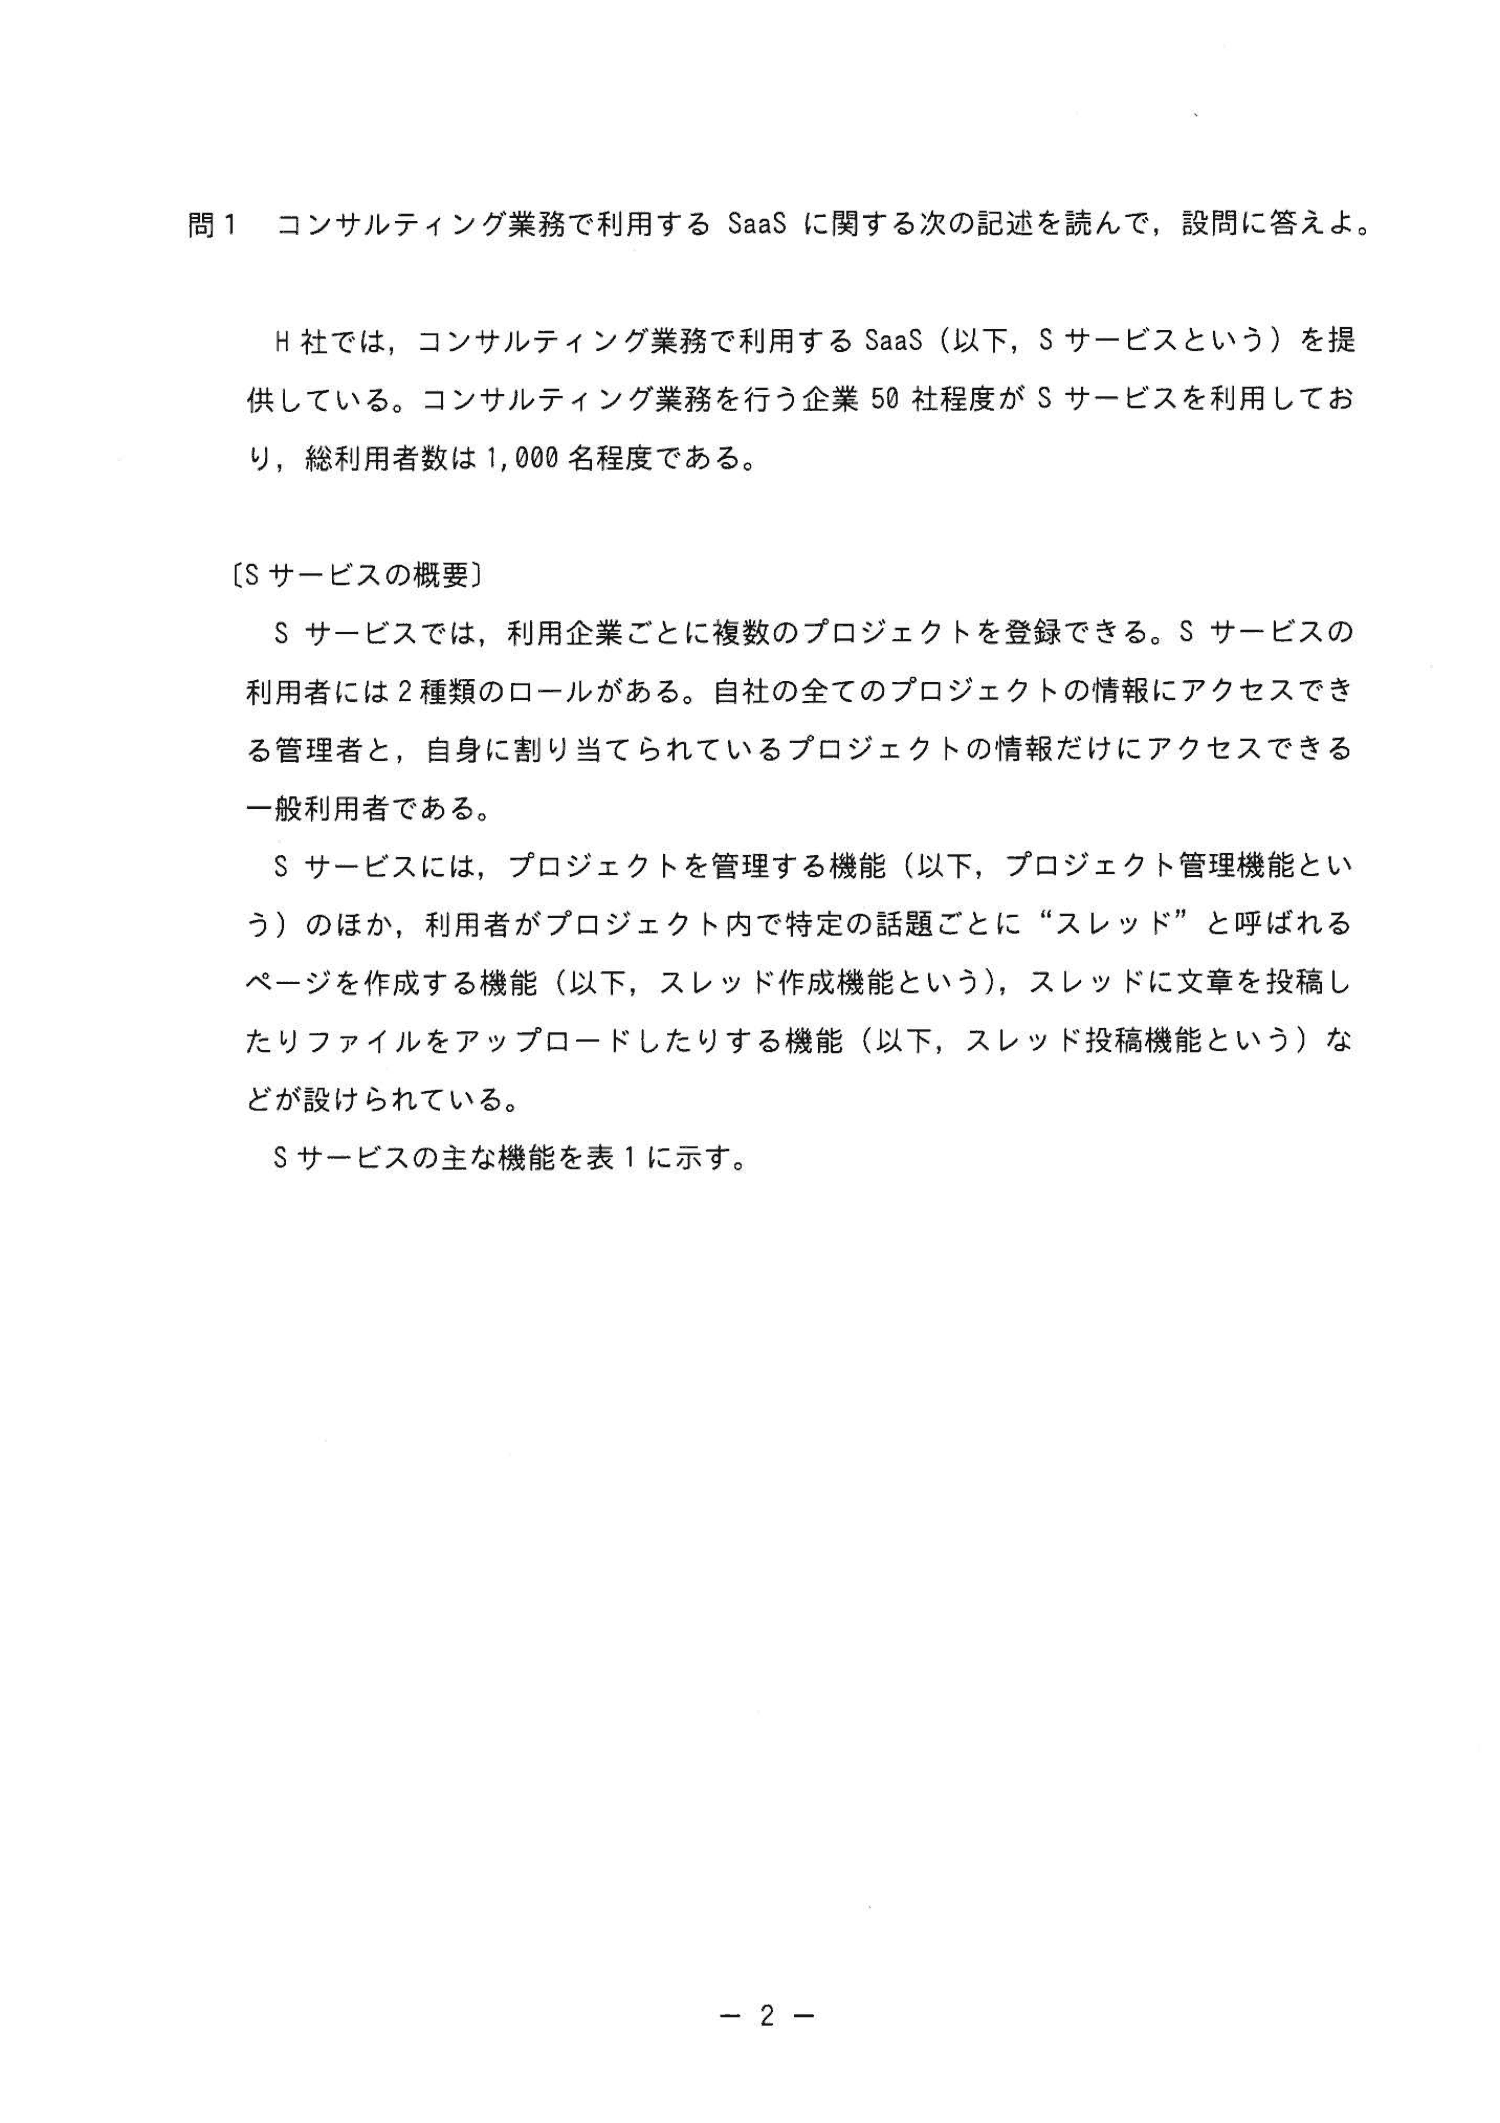 問1　コンサルティング業務で利用する SaaS に関する次の記述を読んで，設問に答えよ。
H 社では，コンサルティング業務で利用する SaaS（以下，S サービスという）を提
供している。コンサルティング業務を行う企業 50 社程度が S サービスを利用してお
り，総利用者数は 1,000 名程度である。
〔S サービスの概要〕
S サービスでは，利用企業ごとに複数のプロジェクトを登録できる。S サービスの
利用者には 2 種類のロールがある。自社の全てのプロジェクトの情報にアクセスでき
る管理者と，自身に割り当てられているプロジェクトの情報だけにアクセスできる
一般利用者である。
S サービスには，プロジェクトを管理する機能（以下，プロジェクト管理機能とい
う）のほか，利用者がプロジェクト内で特定の話題ごとに“スレッド”と呼ばれる
ページを作成する機能（以下，スレッド作成機能という），スレッドに文章を投稿し
たりファイルをアップロードしたりする機能（以下，スレッド投稿機能という）な
どが設けられている。
S サービスの主な機能を表 1 に示す。
― 2 ―